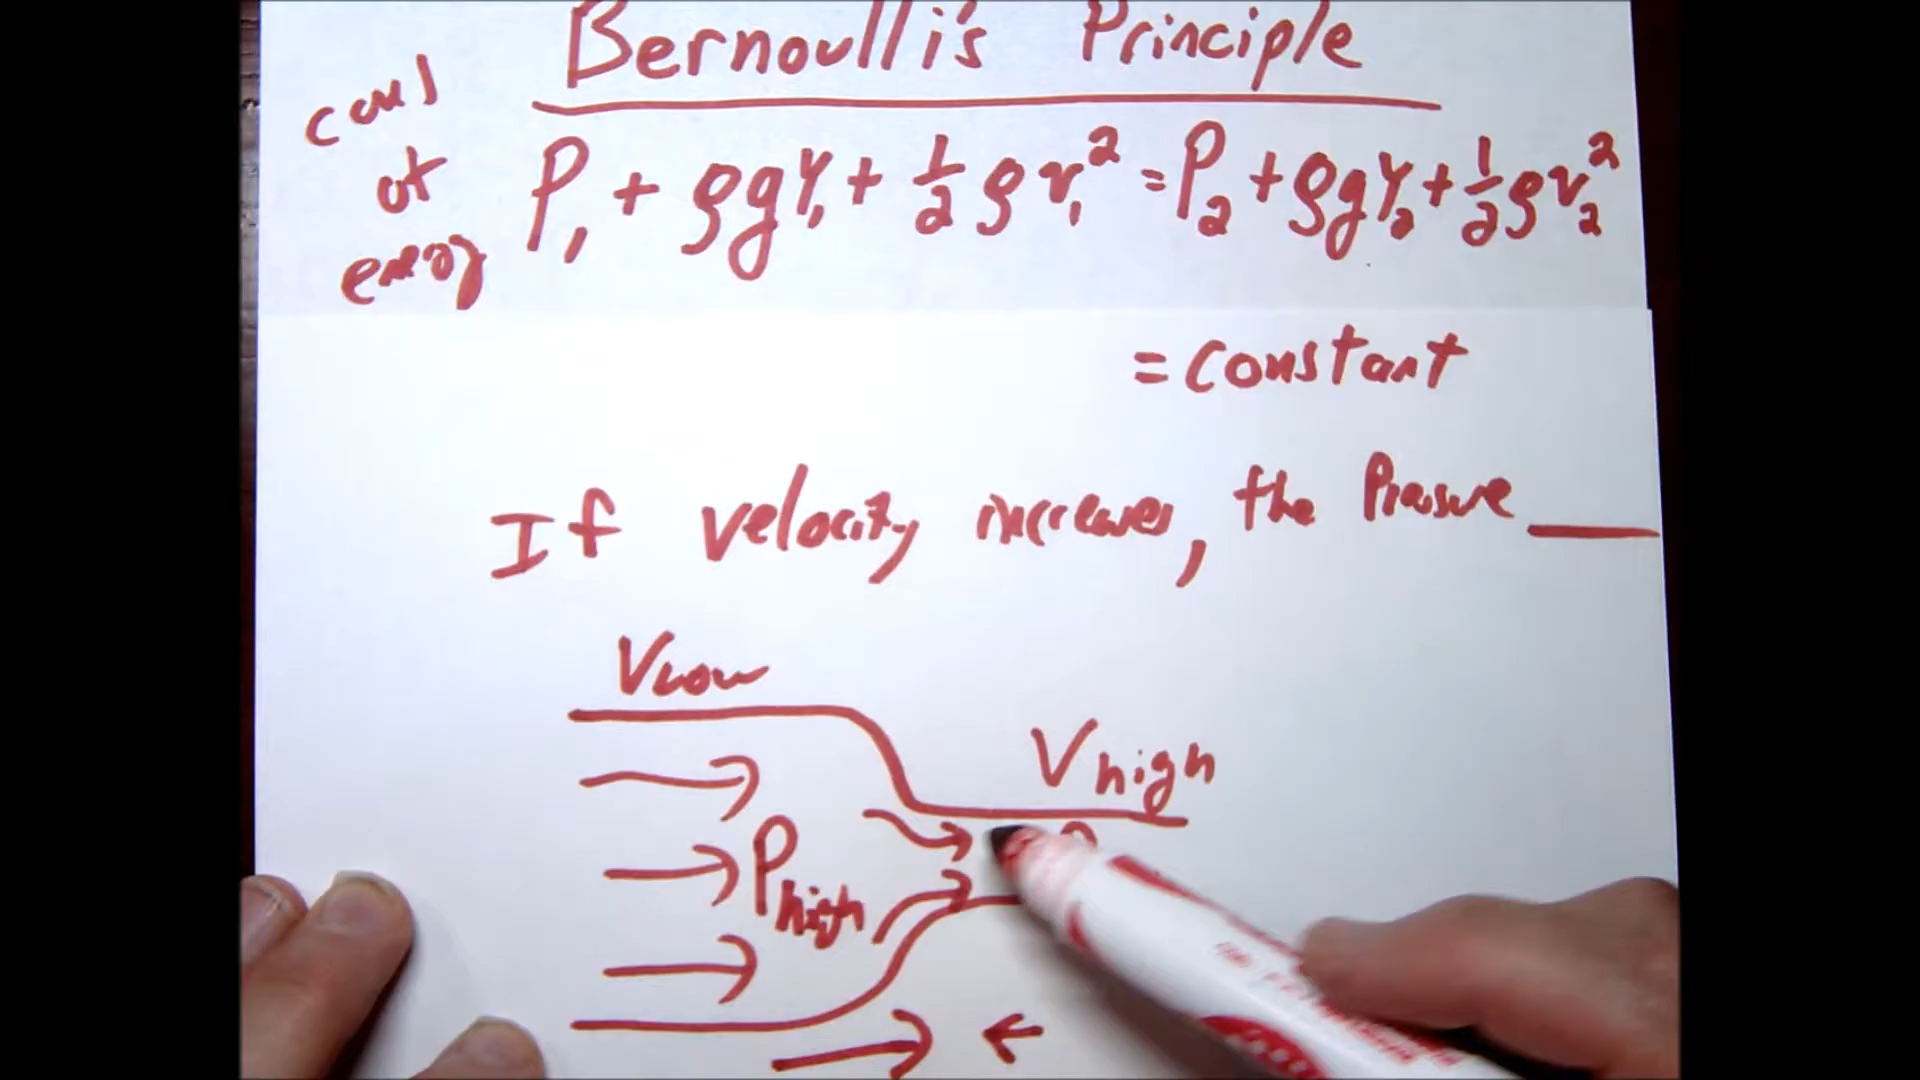 Bernoulli's Principle
cons
of
energy
P₁ + ρgy₁ + ½ρv₁² = P₂ + ρgy₂ + ½ρv₂²
= constant
If velocity increases, the Pressure ____
VLOW
Vhigh
P
Phigh